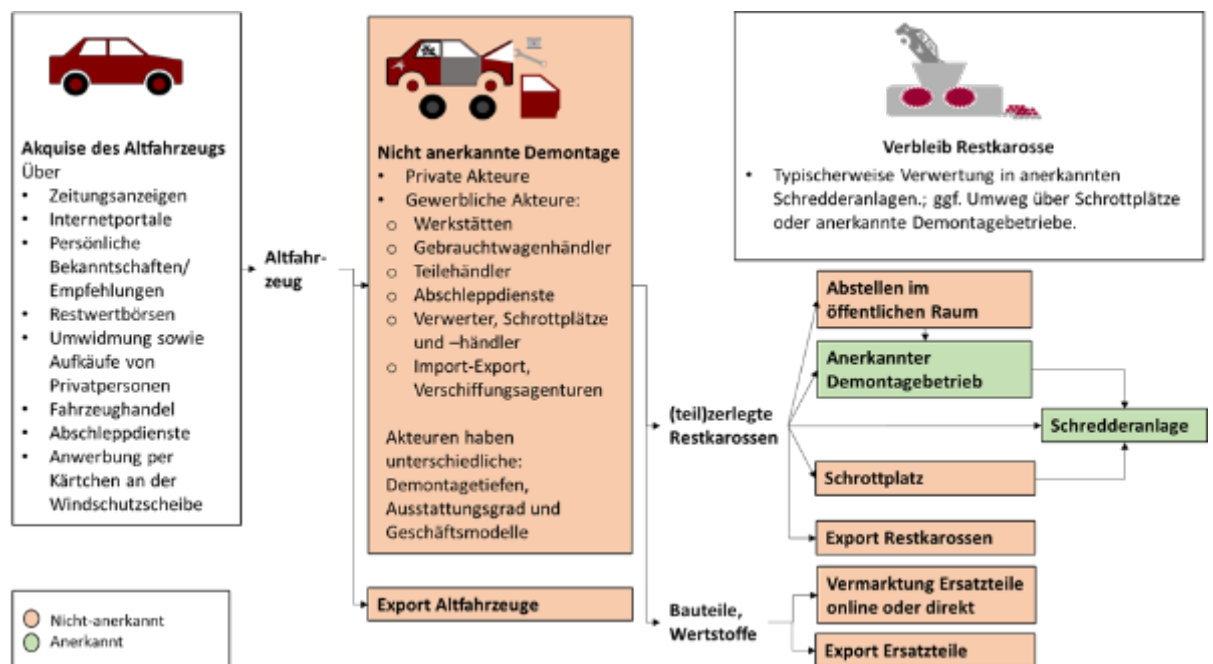 Akquise des Altfahrzeugs
Über
• Zeitungsanzeigen
• Internetportale
• Persönliche
Bekanntschaften/
Empfehlungen
• Restwertbörsen
• Umwidmung sowie
Aufkäufe von
Privatpersonen
• Fahrzeughandel
• Abschleppdienste
• Anwerbung per
Kärtchen an der
Windschutzscheibe
Altfahr-
zeug
Nicht anerkannte Demontage
• Private Akteure
• Gewerbliche Akteure:
o Werkstätten
o Gebrauchtwagenhändler
o Teilehändler
o Abschleppdienste
o Verwerter, Schrottplätze
und –händler
o Import-Export,
Verschiffungsagenturen
Akteuren haben
unterschiedliche:
Demontagetiefen,
Ausstattungsgrad und
Geschäftsmodelle
Export Altfahrzeuge
Verbleib Restkarosse
• Typischerweise Verwertung in anerkannten
Schredderanlagen.; ggf. Umweg über Schrottplätze
oder anerkannte Demontagebetriebe.
(teil)zerlegte
Restkarossen
Abstellen im
öffentlichen Raum
Anerkannter
Demontagebetrieb
Schredderanlage
Schrottplatz
Export Restkarossen
Bauteile,
Wertstoffe
Vermarktung Ersatzteile
online oder direkt
Export Ersatzteile
Nicht-anerkannt
Anerkannt